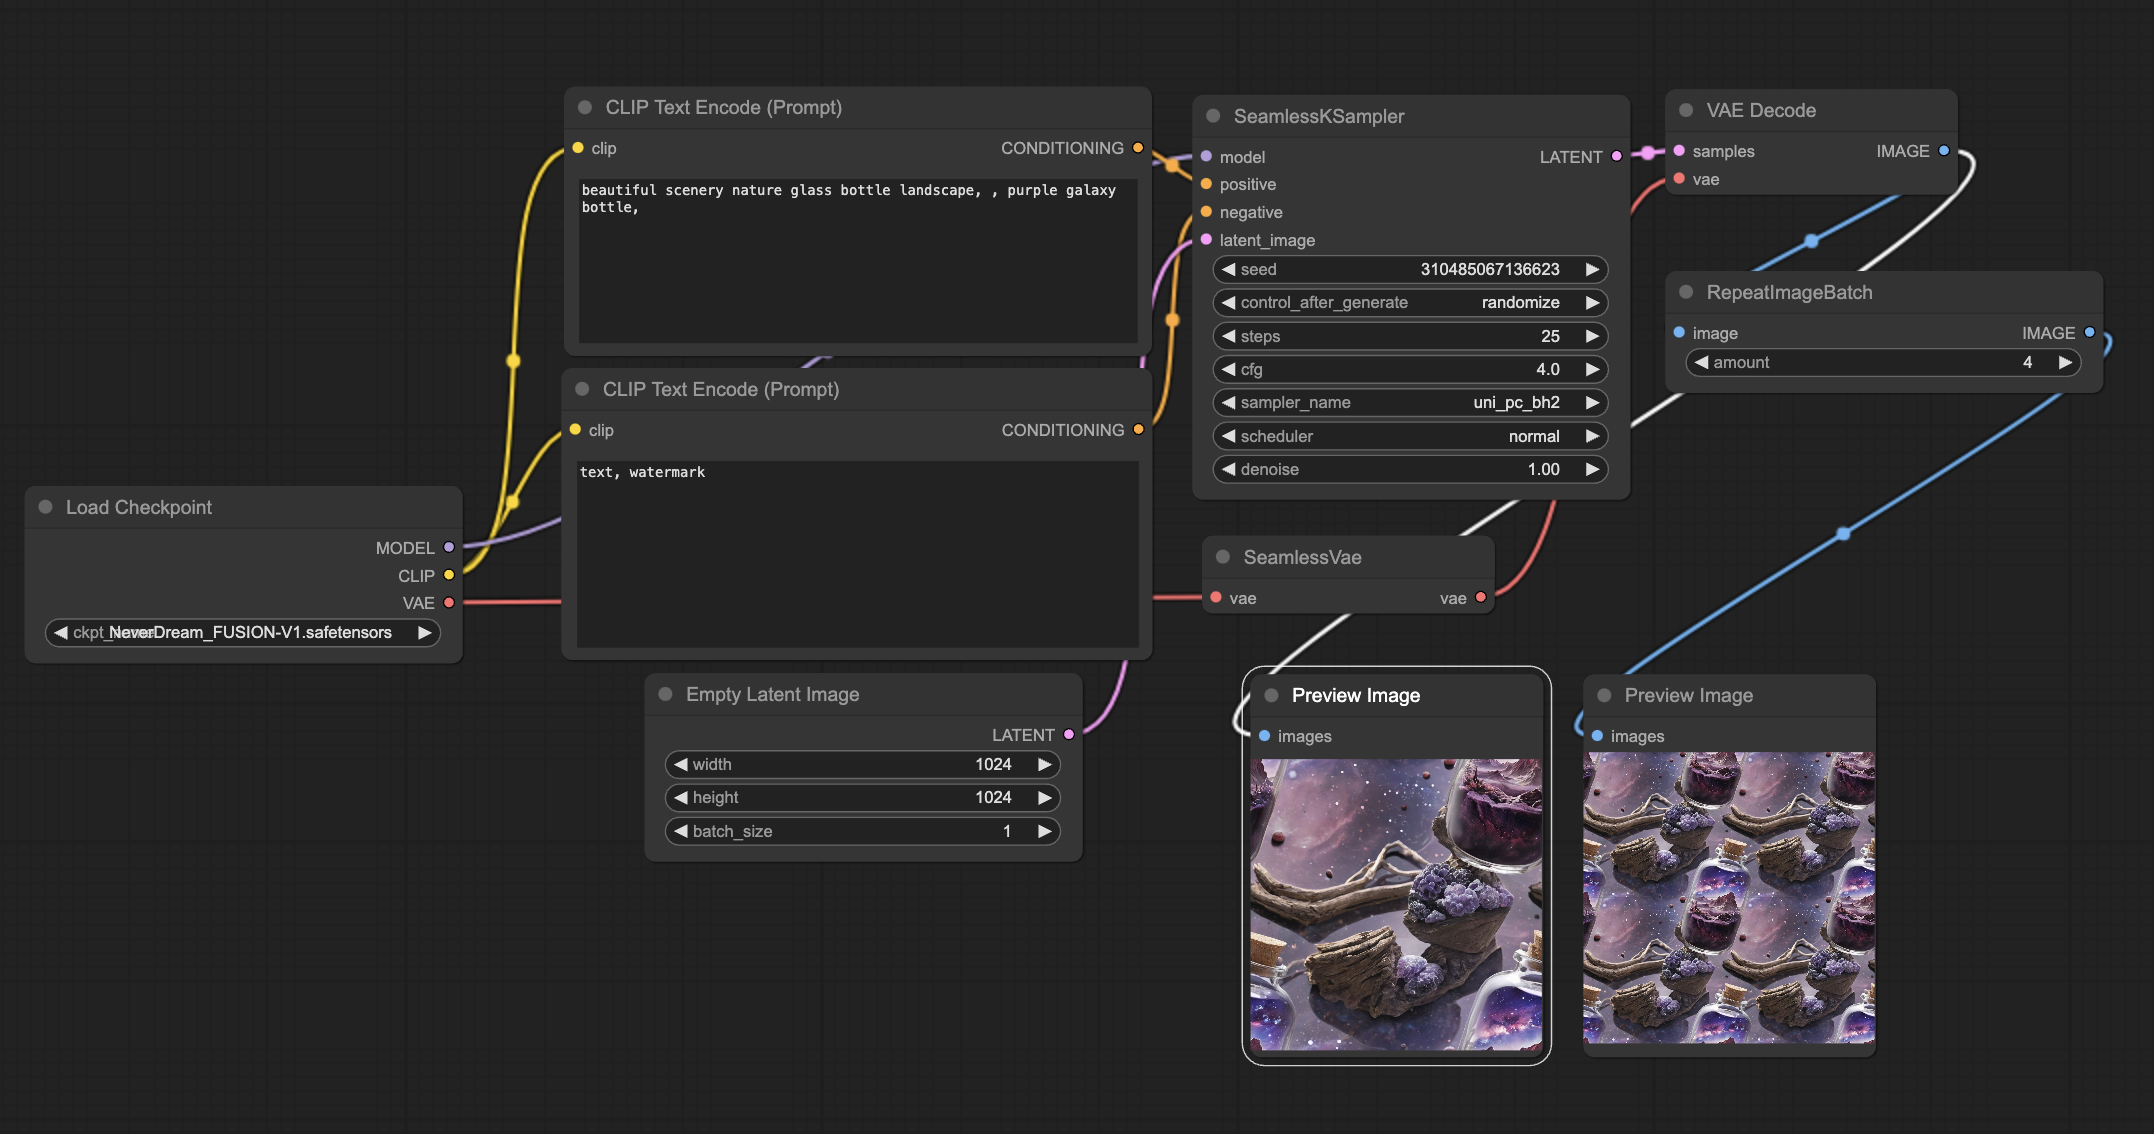 CLIP Text Encode (Prompt)
clip
CONDITIONING
beautiful scenery nature glass bottle landscape, , purple galaxy
bottle,
CLIP Text Encode (Prompt)
clip
CONDITIONING
text, watermark
Load Checkpoint
MODEL
CLIP
VAE
NeverDream_FUSION-V1.safetensors
Empty Latent Image
LATENT
width 1024
height 1024
batch_size 1
SeamlessKSampler
model
LATENT
positive
negative
latent_image
seed 310485067136623
control_after_generate randomize
steps 25
cfg 4.0
sampler_name uni_pc_bh2
scheduler normal
denoise 1.00
SeamlessVae
vae
vae
VAE Decode
samples
IMAGE
vae
RepeatImageBatch
image
IMAGE
amount 4
Preview Image
images
Preview Image
images